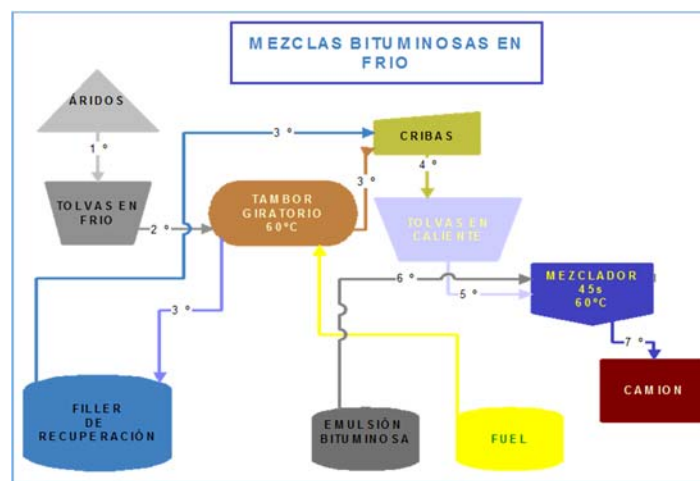 MEZCLAS BITUMINOSAS EN
FRIO
ÁRIDOS
1 º
TOLVAS EN
FRIO
2 º
TAMBOR
GIRATORIO
60ºC
3 º
3 º
3 º
CRIBAS
4 º
TOLVAS EN
CALIENTE
5 º
6 º
MEZCLADOR
45s
60ºC
7 º
CAMION
FILLER
DE
RECUPERACIÓN
EMULSIÓN
BITUMINOSA
FUEL